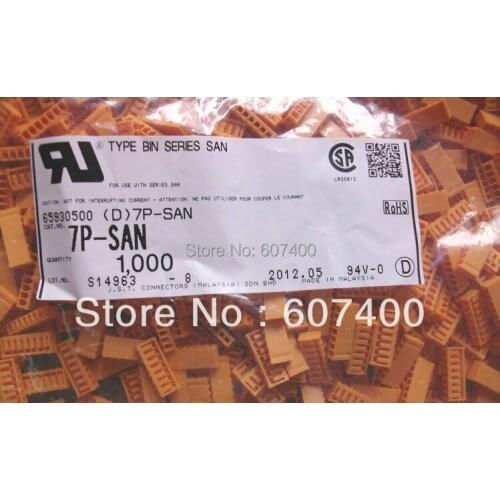 TYPE BIN SERIES SAN
FOR USE WITH SERIES SAN
LR20812
CAUTION: NOT FOR INTERRUPTING CURRENT - ATTENTION: NE PAS UTILISER POUR COUPER LE COURANT
65930500 (D)7P-SAN
RoHS
CAT.NO. 7P-SAN
Store No: 607400
QUANTITY 1,000
LOT.NO. S14963 - 8 2012.05 94V-0 D
J.S.T. CONNECTORS (MALAYSIA) SDN.BHD MADE IN MALAYSIA
Store No : 607400